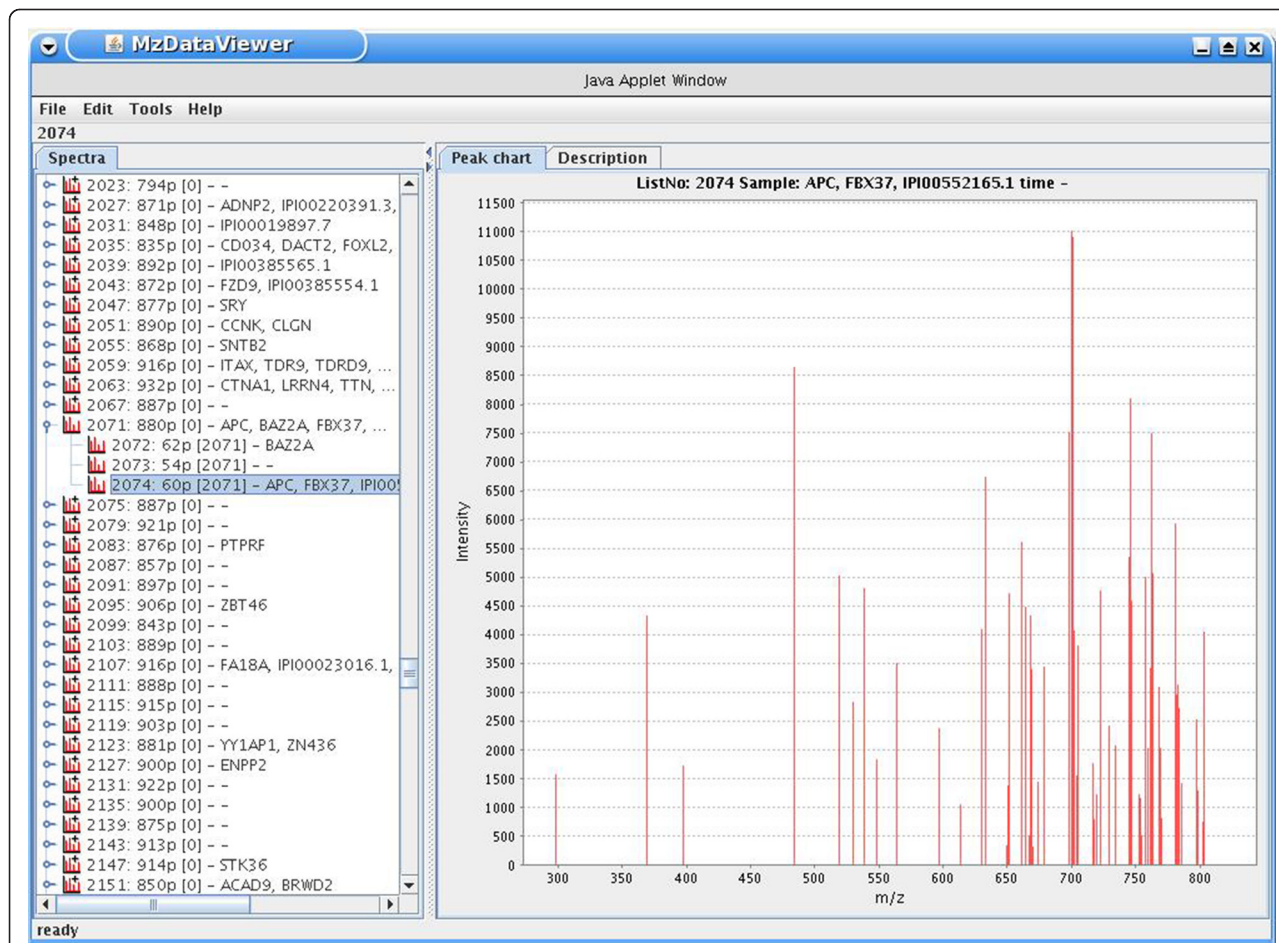 MzDataViewer
Java Applet Window
File Edit Tools Help
2074
Spectra
2023: 794p [0] – –
2027: 871p [0] – ADNP2, IPI00220391.3,
2031: 848p [0] – IPI00019897.7
2035: 835p [0] – CD034, DACT2, FOXL2,
2039: 892p [0] – IPI00385565.1
2043: 872p [0] – FZD9, IPI00385554.1
2047: 877p [0] – SRY
2051: 890p [0] – CCNK, CLGN
2055: 868p [0] – SNTB2
2059: 916p [0] – ITAX, TDR9, TDRD9, ...
2063: 932p [0] – CTNA1, LRRN4, TTN, ...
2067: 887p [0] – –
2071: 880p [0] – APC, BAZ2A, FBX37, ...
2072: 62p [2071] – BAZ2A
2073: 54p [2071] – –
2074: 60p [2071] – APC, FBX37, IPI00
2075: 887p [0] – –
2079: 921p [0] – –
2083: 876p [0] – PTPRF
2087: 857p [0] – –
2091: 897p [0] – –
2095: 906p [0] – ZBT46
2099: 843p [0] – –
2103: 889p [0] – –
2107: 916p [0] – FA18A, IPI00023016.1,
2111: 888p [0] – –
2115: 915p [0] – –
2119: 903p [0] – –
2123: 881p [0] – YY1AP1, ZN436
2127: 900p [0] – ENPP2
2131: 922p [0] – –
2135: 900p [0] – –
2139: 875p [0] – –
2143: 913p [0] – –
2147: 914p [0] – STK36
2151: 850p [0] – ACAD9, BRWD2
ready
Peak chart Description
ListNo: 2074 Sample: APC, FBX37, IPI00552165.1 time –
11500
11000
10500
10000
9500
9000
8500
8000
7500
7000
6500
6000
5500
5000
4500
4000
3500
3000
2500
2000
1500
1000
500
0
Intensity
300 350 400 450 500 550 600 650 700 750 800
m/z